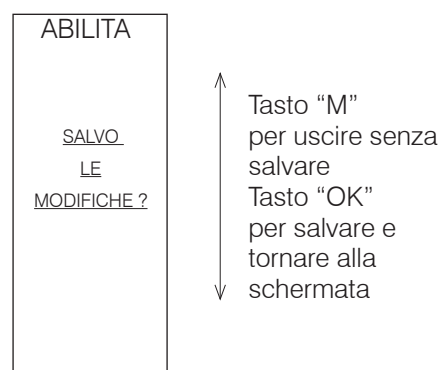 ABILITA
SALVO
LE
MODIFICHE ?
Tasto “M”
per uscire senza
salvare
Tasto “OK”
per salvare e
tornare alla
schermata